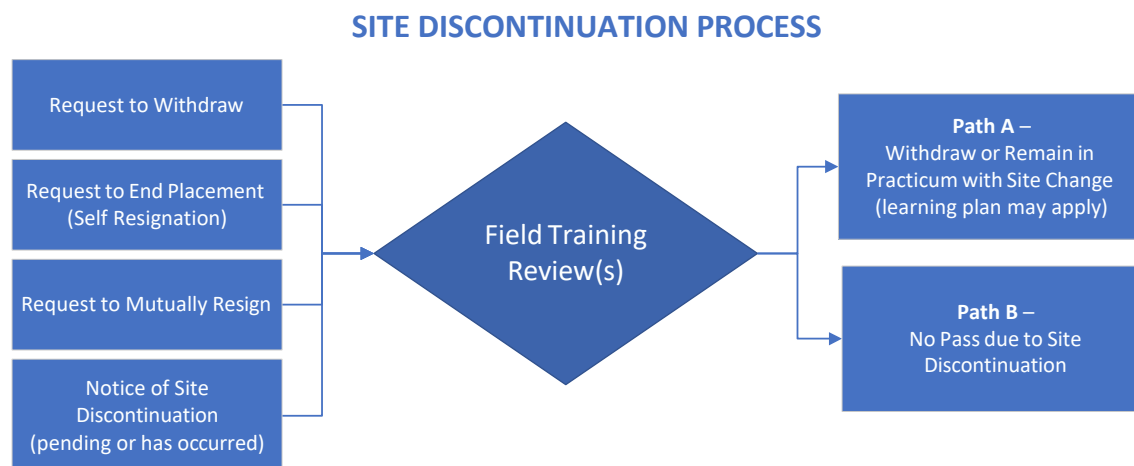 SITE DISCONTINUATION PROCESS
Request to Withdraw
Request to End Placement
(Self Resignation)
Request to Mutually Resign
Notice of Site
Discontinuation
(pending or has occurred)
Field Training
Review(s)
Path A –
Withdraw or Remain in
Practicum with Site Change
(learning plan may apply)
Path B –
No Pass due to Site
Discontinuation